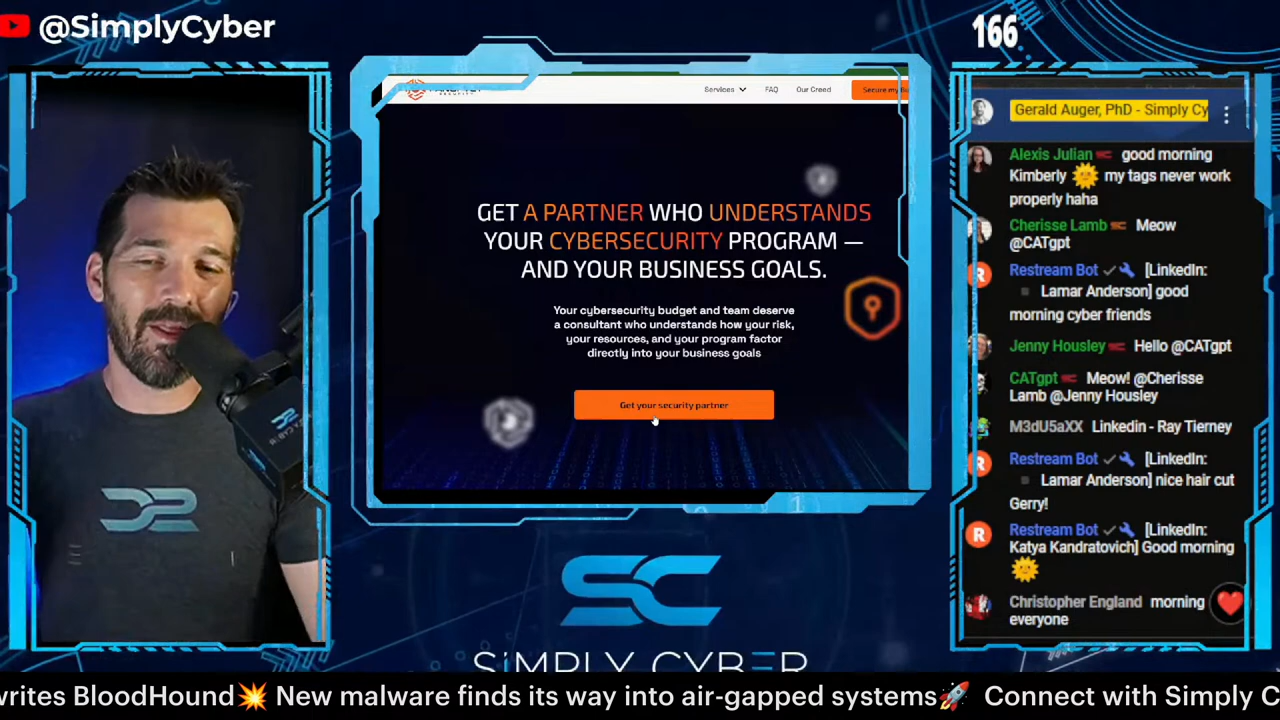 @SimplyCyber
166
Services
FAQ
Our Creed
Secure my
SECURITY
GET A PARTNER WHO UNDERSTANDS
YOUR CYBERSECURITY PROGRAM —
AND YOUR BUSINESS GOALS.
Your cybersecurity budget and team deserve
a consultant who understands how your risk,
your resources, and your program factor
directly into your business goals
Get your security partner
SC
SIMPLY CYBER
Gerald Auger, PhD - Simply Cy
Alexis Julian good morning
Kimberly 🌞 my tags never work
properly haha
Cherisse Lamb Meow
@CATgpt
R Restream Bot [LinkedIn:
Lamar Anderson] good
morning cyber friends
Jenny Housley Hello @CATgpt
CATgpt Meow! @Cherisse
Lamb @Jenny Housley
M3dU5aXX Linkedin - Ray Tierney
R Restream Bot [LinkedIn:
Lamar Anderson] nice hair cut
Gerry!
R Restream Bot [LinkedIn:
Katya Kandratovich] Good morning
🌞
Christopher England morning
everyone
writes BloodHound💥 New malware finds its way into air-gapped systems🚀 Connect with Simply C